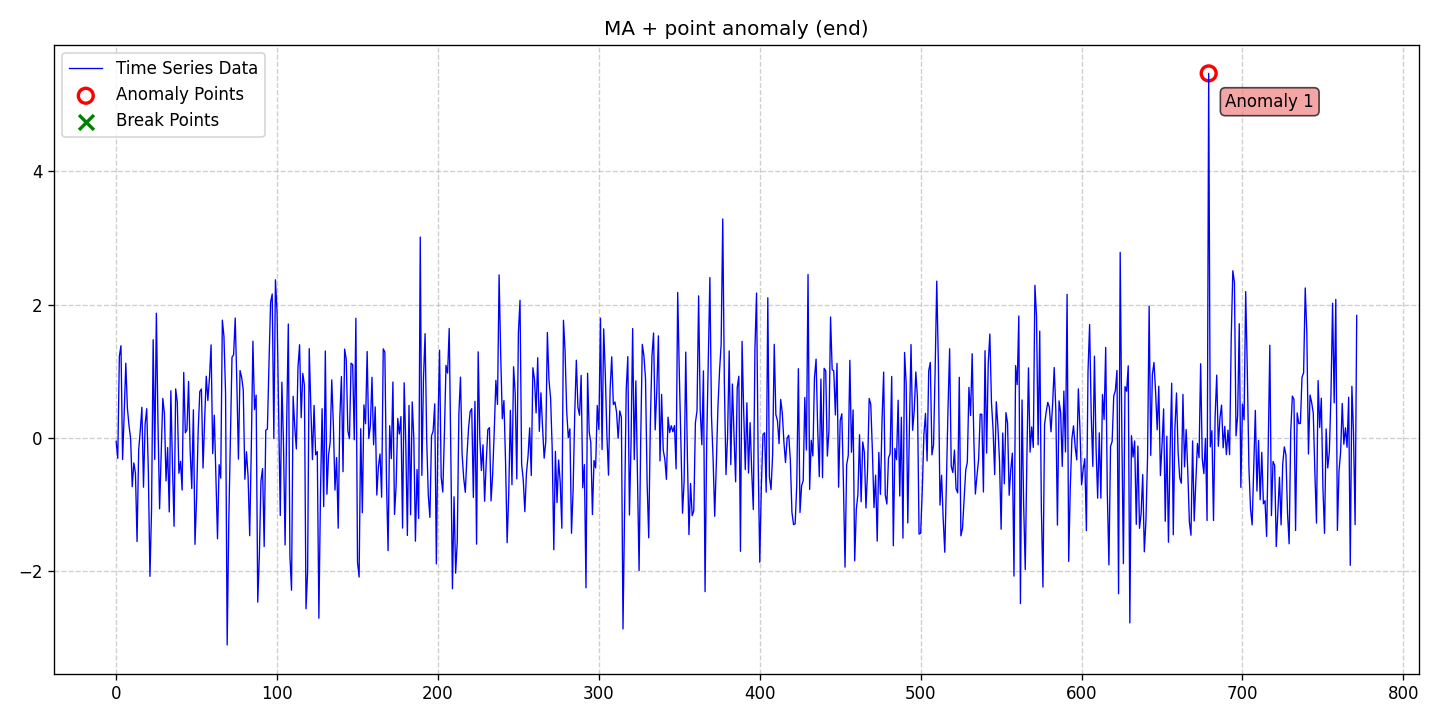 MA + point anomaly (end)
Time Series Data
Anomaly Points
Break Points
Anomaly 1
4
2
0
−2
0 100 200 300 400 500 600 700 800